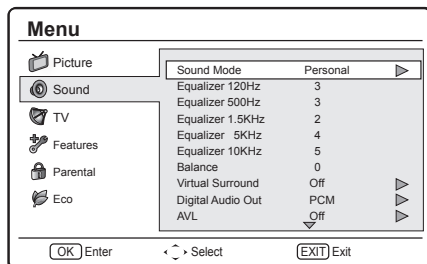 Menu
Picture
Sound
TV
Features
Parental
Eco
Sound Mode Personal
Equalizer 120Hz 3
Equalizer 500Hz 3
Equalizer 1.5KHz 2
Equalizer 5KHz 4
Equalizer 10KHz 5
Balance 0
Virtual Surround Off
Digital Audio Out PCM
AVL Off
OK Enter Select EXIT Exit